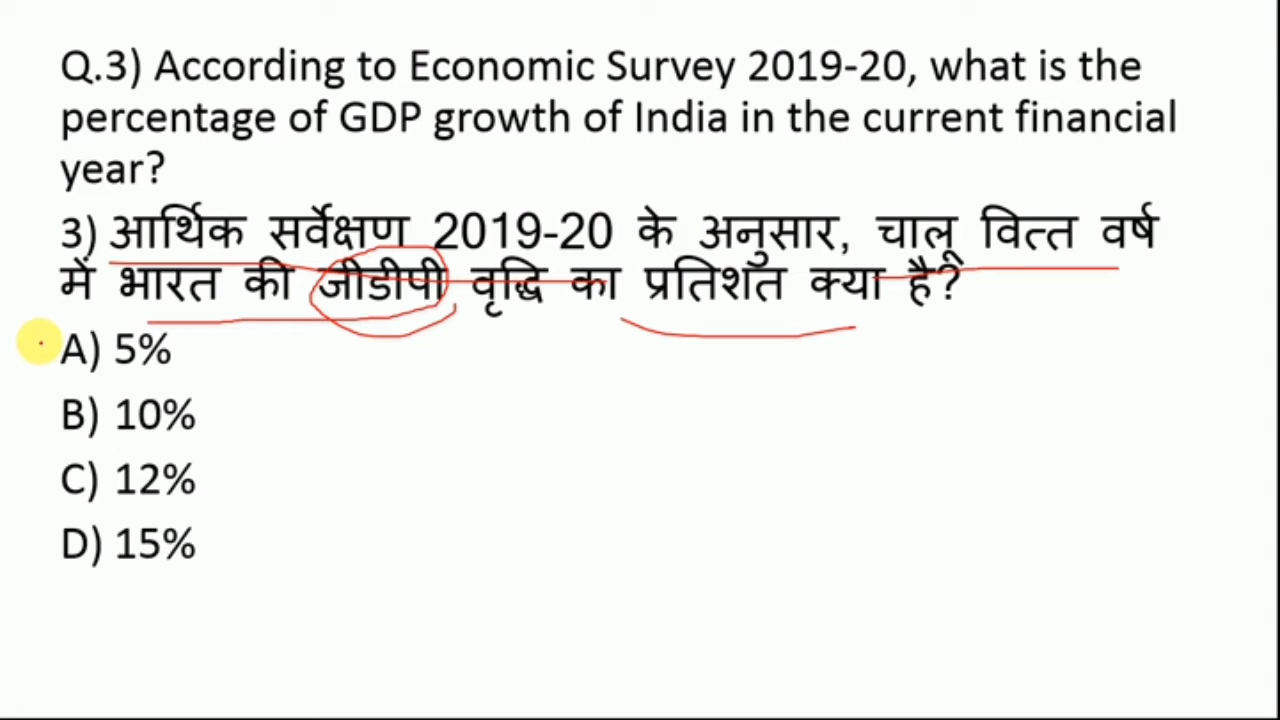 Q.3) According to Economic Survey 2019-20, what is the
percentage of GDP growth of India in the current financial
year?
3) आर्थिक सर्वेक्षण 2019-20 के अनुसार, चालू वित्त वर्ष
में भारत की जीडीपी वृद्धि का प्रतिशत क्या है?
A) 5%
B) 10%
C) 12%
D) 15%